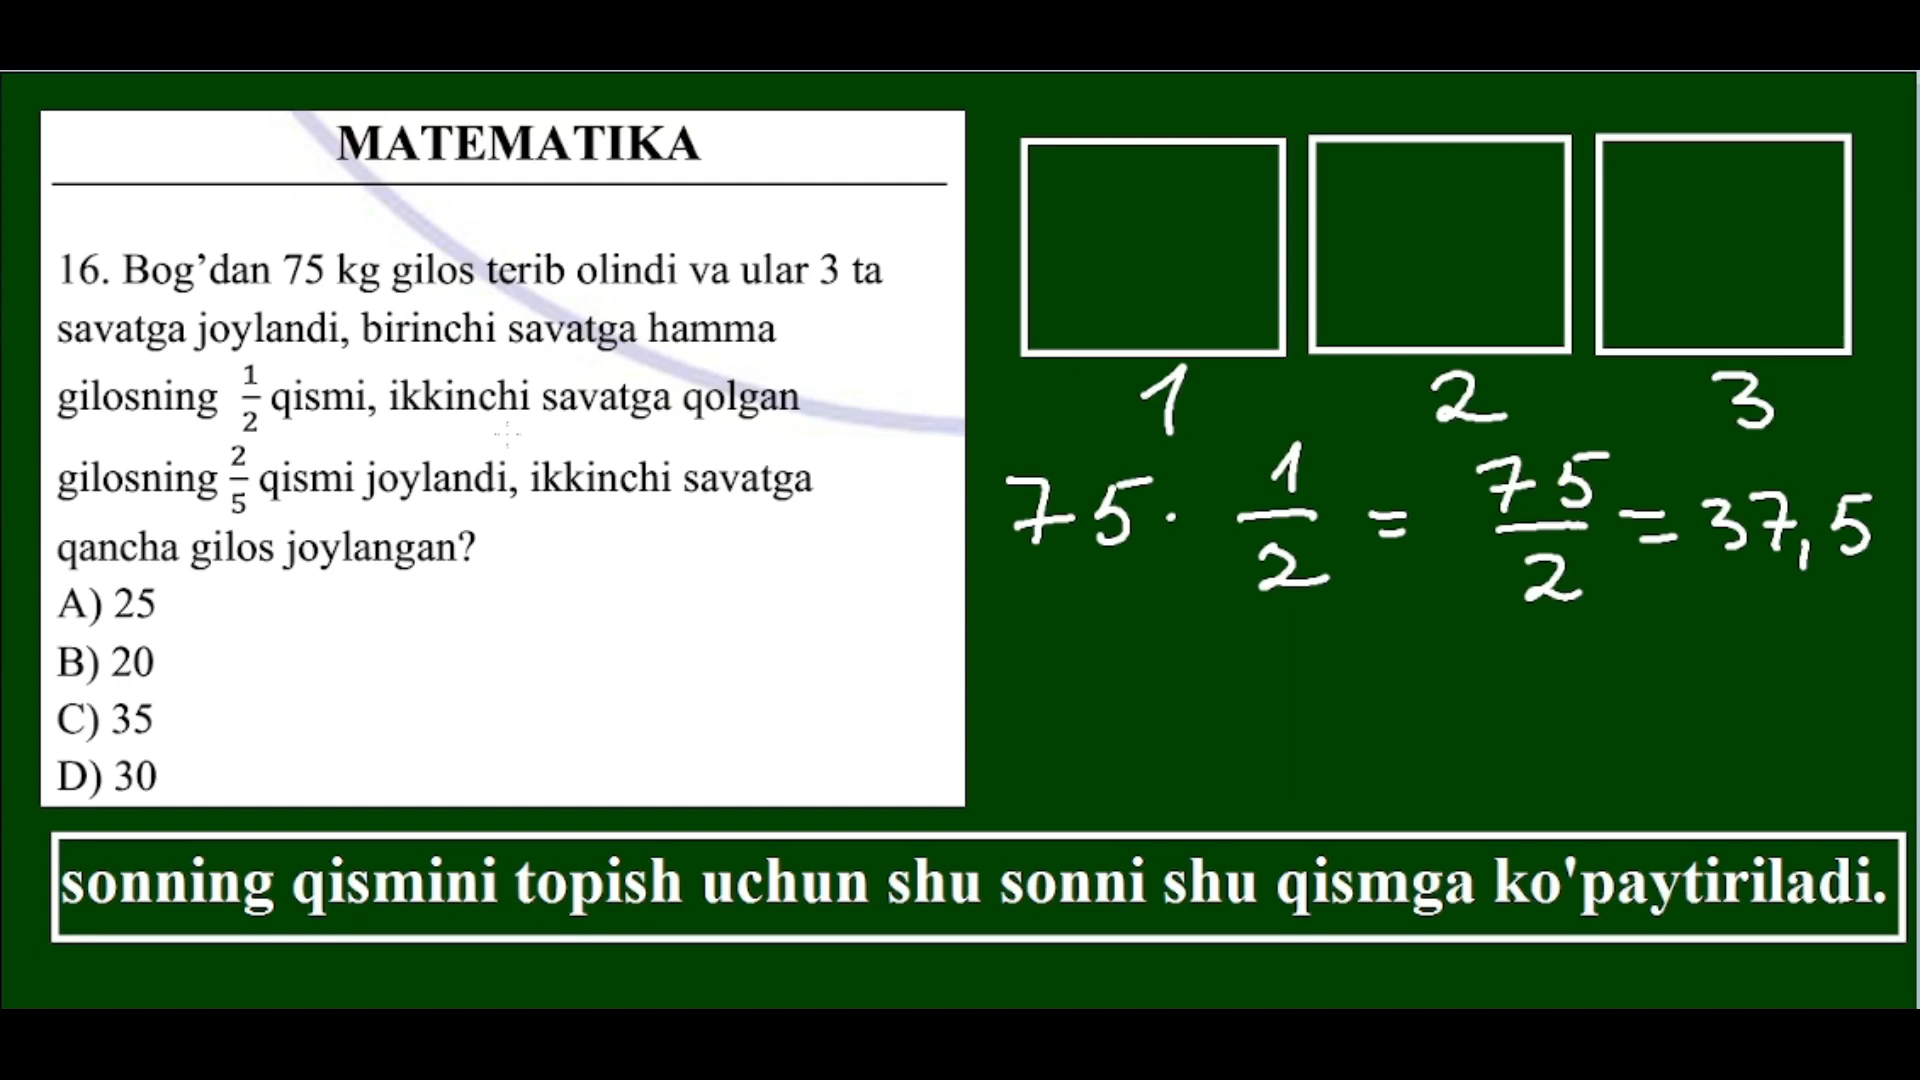 MATEMATIKA
16. Bog’dan 75 kg gilos terib olindi va ular 3 ta
savatga joylandi, birinchi savatga hamma
gilosning 1/2 qismi, ikkinchi savatga qolgan
gilosning 2/5 qismi joylandi, ikkinchi savatga
qancha gilos joylangan?
A) 25
B) 20
C) 35
D) 30
1 2 3
75 · 1/2 = 75/2 = 37,5
sonning qismini topish uchun shu sonni shu qismga ko'paytiriladi.